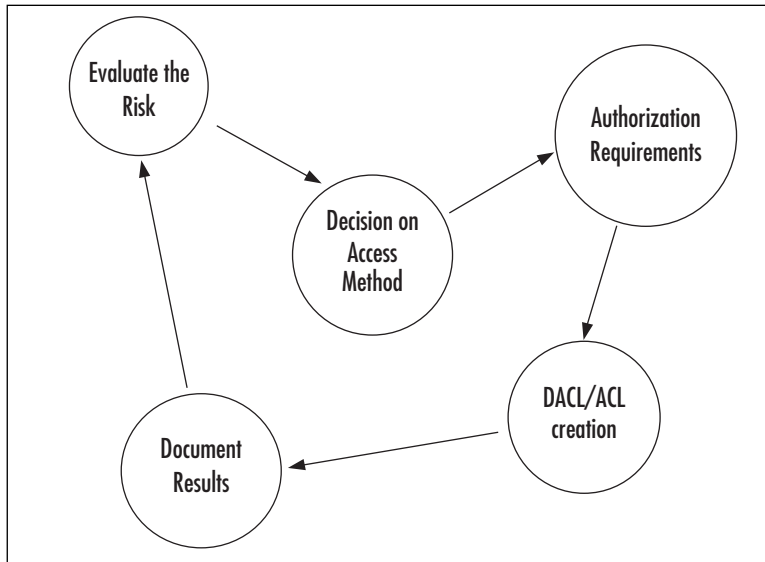 Evaluate the
Risk
Decision on
Access
Method
Authorization
Requirements
DACL/ACL
creation
Document
Results